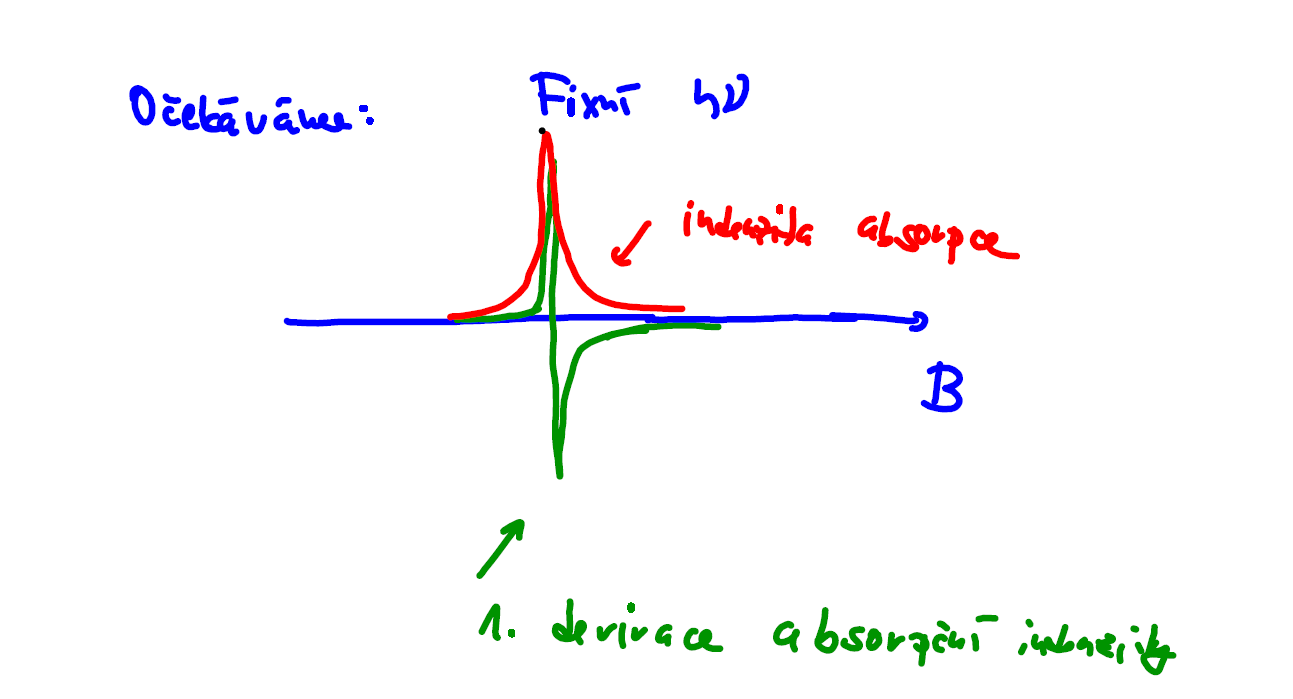 Očekáváme:
Fixní hν
intenzita absorpce
B
1. derivace absorpční intenzity